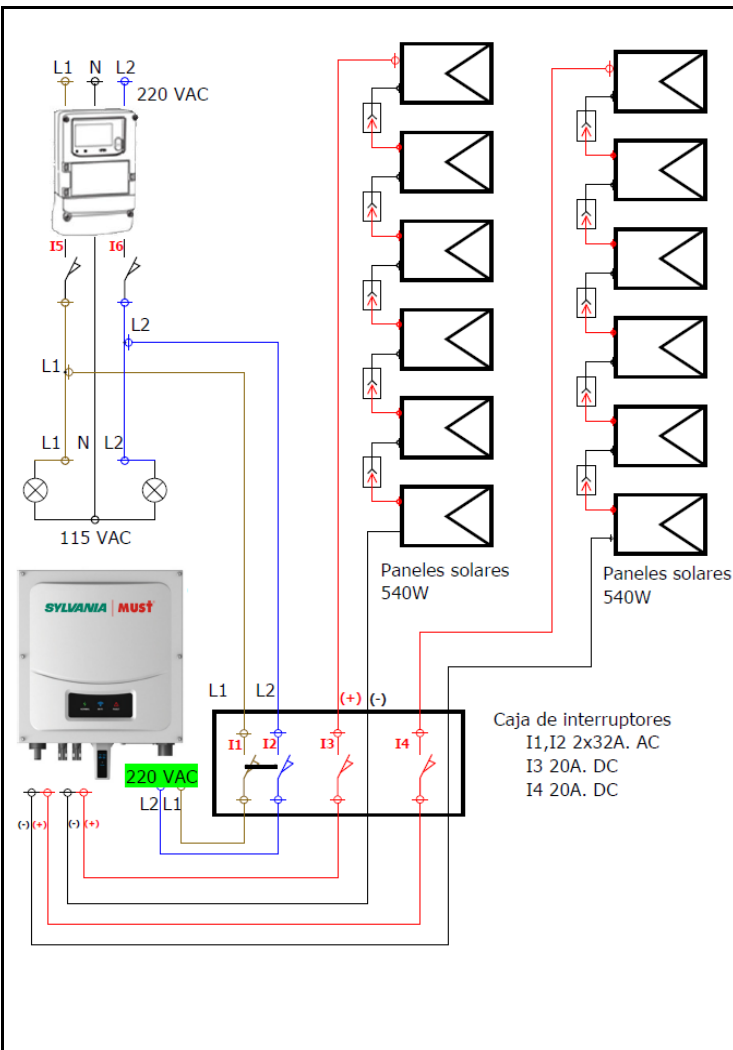 L1 N L2
220 VAC
I5 I6
L2
L1
L1 N L2
115 VAC
Paneles solares
540W
Paneles solares
540W
SYLVANIA | MUST
L1 L2
(+) (-)
I1 I2 I3 I4
Caja de interruptores
I1,I2 2x32A. AC
I3 20A. DC
I4 20A. DC
220 VAC
L2 L1
(-) (+) (-) (+)